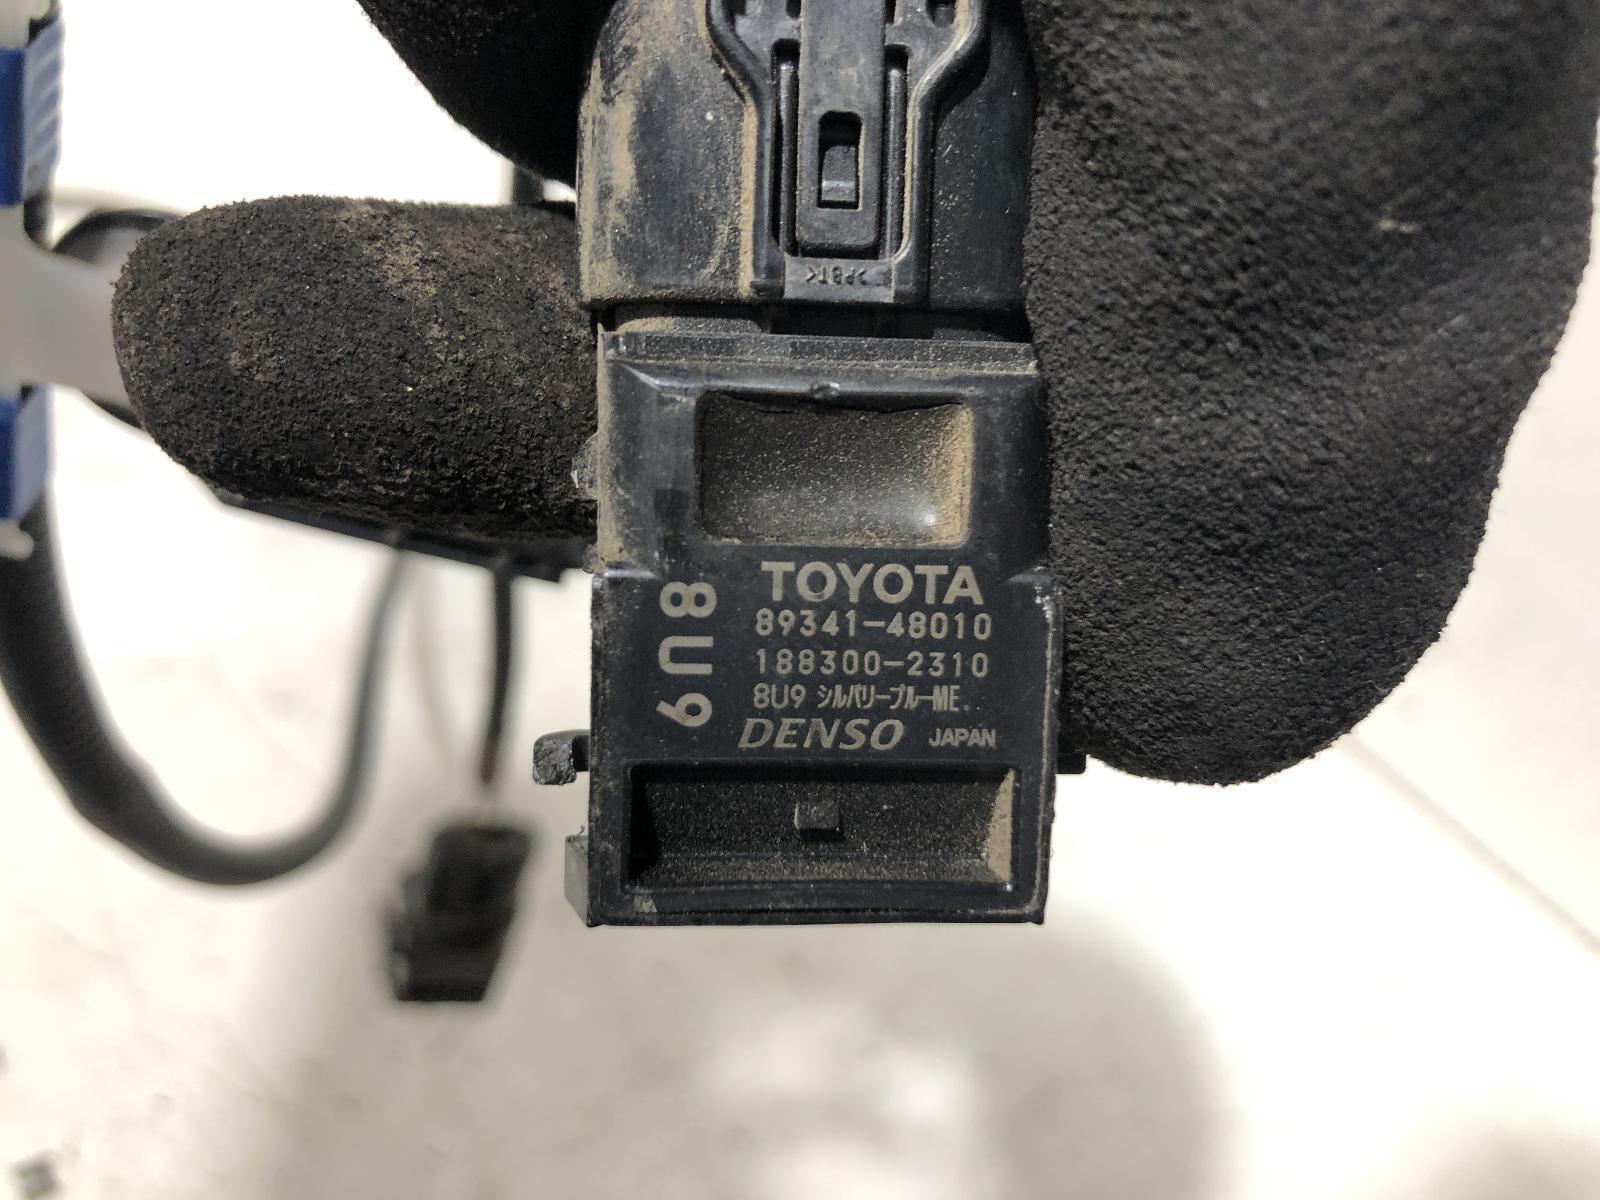 >PBT<
TOYOTA
89341-48010
188300-2310
8U9 シルバリーブルーME.
DENSO JAPAN
8U9